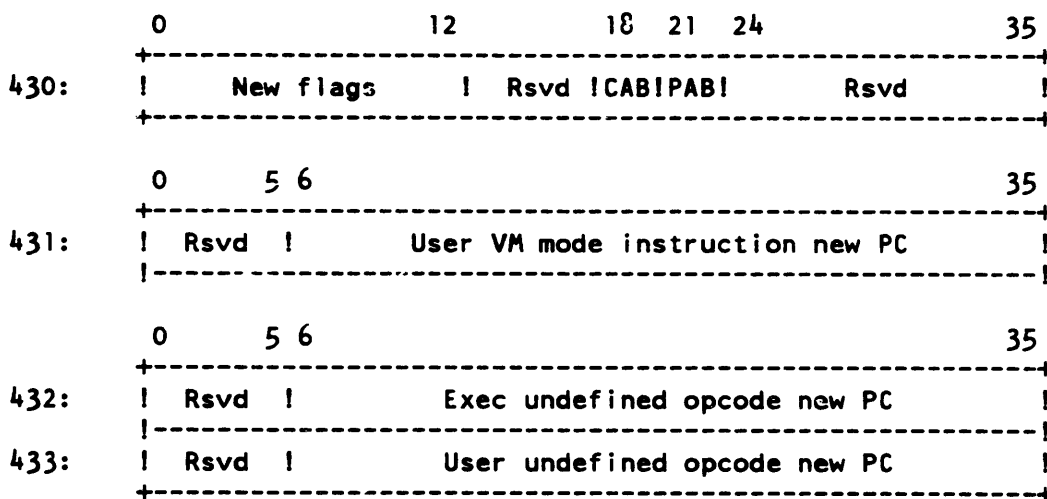 0 12 18 21 24 35
+------------------------------------------------------+
430: ! New flags ! Rsvd !CAB!PAB! Rsvd !
+------------------------------------------------------+
0 5 6 35
+------------------------------------------------------+
431: ! Rsvd ! User VM mode instruction new PC !
!------------------------------------------------------!
0 5 6 35
+------------------------------------------------------+
432: ! Rsvd ! Exec undefined opcode new PC !
!------------------------------------------------------!
433: ! Rsvd ! User undefined opcode new PC !
+------------------------------------------------------+